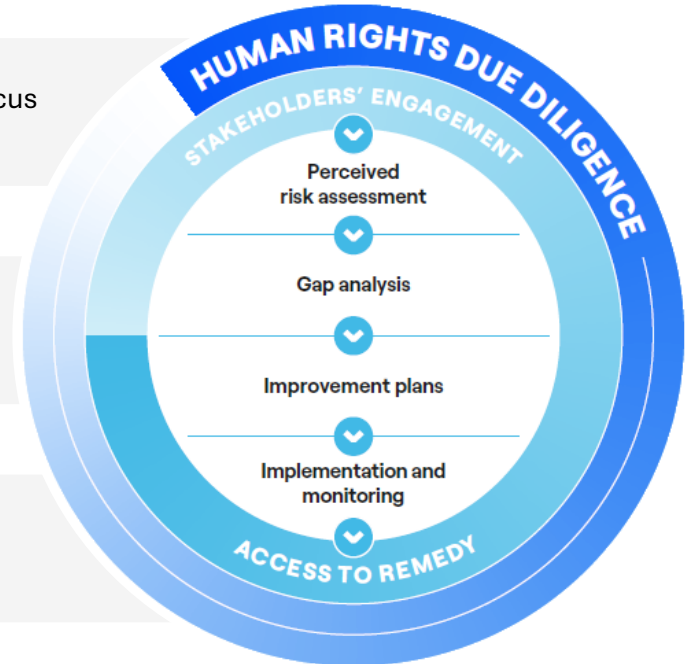 cus
HUMAN RIGHTS DUE DILIGENCE
STAKEHOLDERS’ ENGAGEMENT
Perceived
risk assessment
Gap analysis
Improvement plans
Implementation and
monitoring
ACCESS TO REMEDY